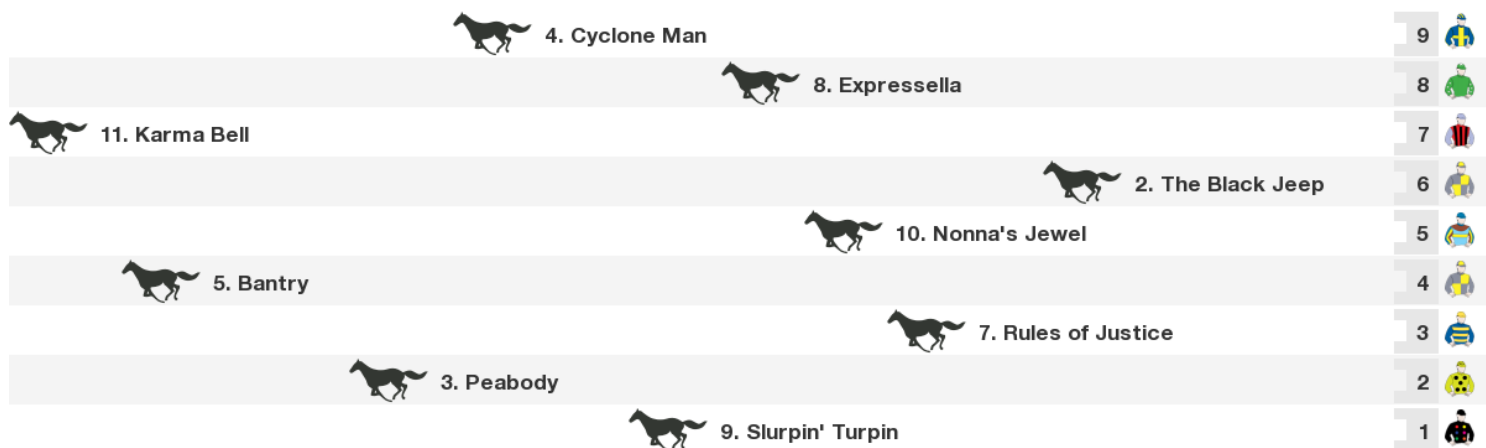 4. Cyclone Man 9
8. Expressella 8
11. Karma Bell 7
2. The Black Jeep 6
10. Nonna's Jewel 5
5. Bantry 4
7. Rules of Justice 3
3. Peabody 2
9. Slurpin' Turpin 1